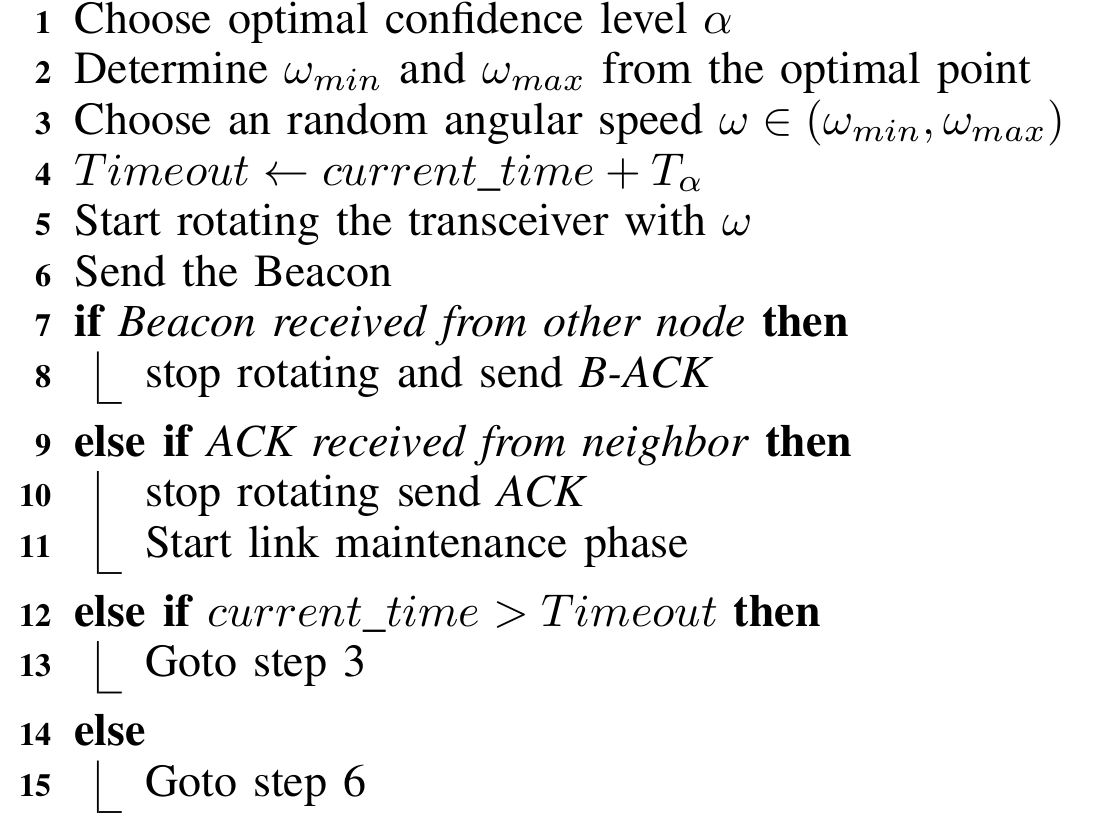 1 Choose optimal confidence level α
2 Determine ω_min and ω_max from the optimal point
3 Choose an random angular speed ω ∈ (ω_min, ω_max)
4 Timeout ← current_time + T_α
5 Start rotating the transceiver with ω
6 Send the Beacon
7 if Beacon received from other node then
8 stop rotating and send B-ACK
9 else if ACK received from neighbor then
10 stop rotating send ACK
11 Start link maintenance phase
12 else if current_time > Timeout then
13 Goto step 3
14 else
15 Goto step 6